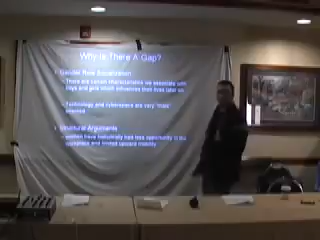 Why Is There A Gap?
Gender Role Socialization
– There are certain characteristics we associate with
boys and girls which influences their lives later on
– Technology and cyberspace are very "male"
oriented
Structural Arguments
– women have historically had less opportunity in the
workplace and limited upward mobility